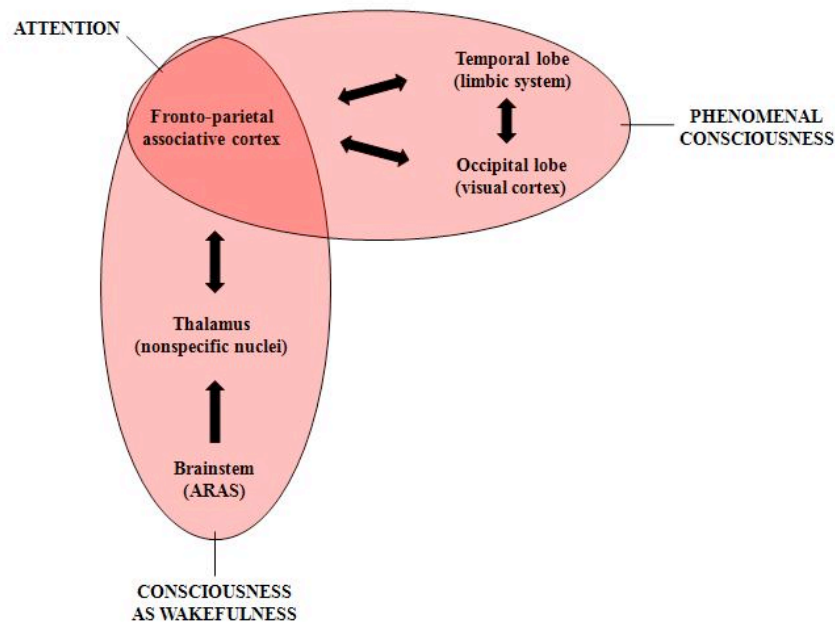 ATTENTION
Fronto-parietal
associative cortex
Temporal lobe
(limbic system)
Occipital lobe
(visual cortex)
PHENOMENAL
CONSCIOUSNESS
Thalamus
(nonspecific nuclei)
Brainstem
(ARAS)
CONSCIOUSNESS
AS WAKEFULNESS